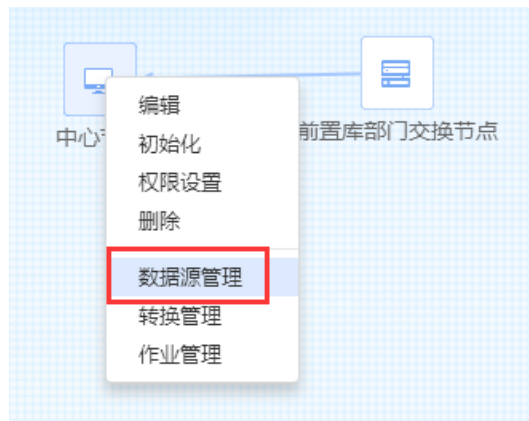 中心
前置库部门交换节点
编辑
初始化
权限设置
删除
数据源管理
转换管理
作业管理